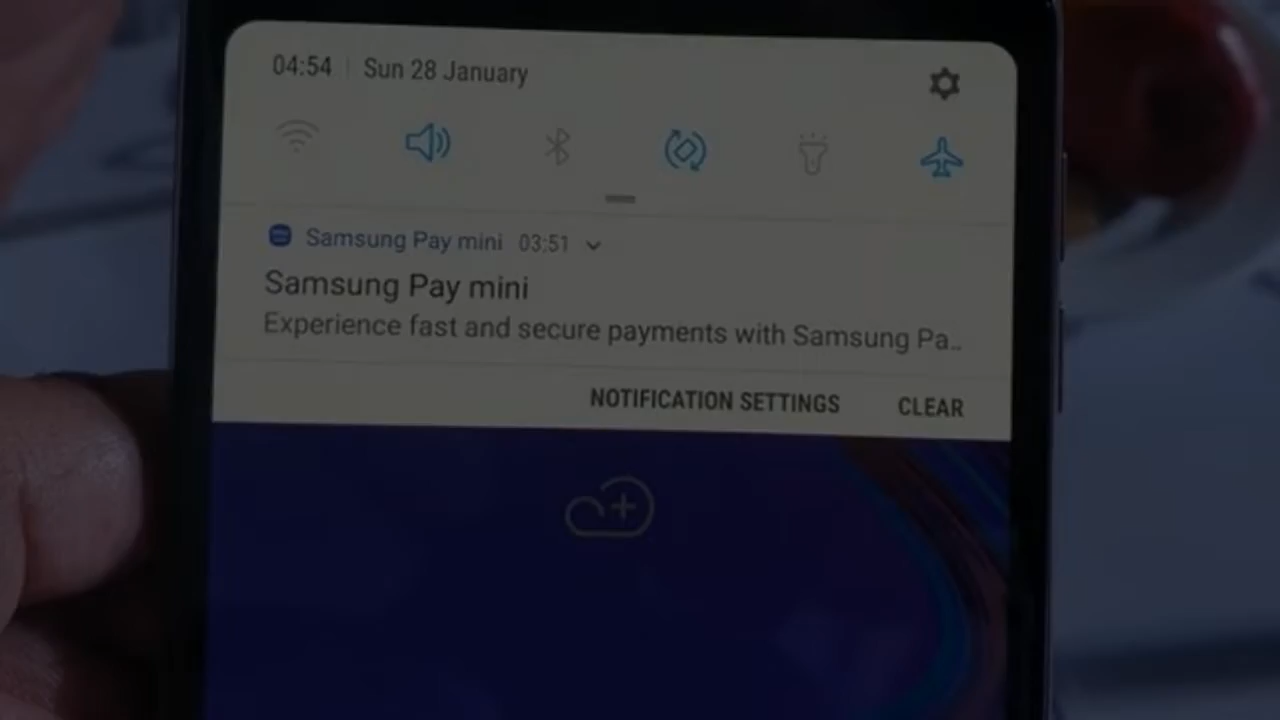 04:54 | Sun 28 January
Samsung Pay mini 03:51
Samsung Pay mini
Experience fast and secure payments with Samsung Pa..
NOTIFICATION SETTINGS CLEAR